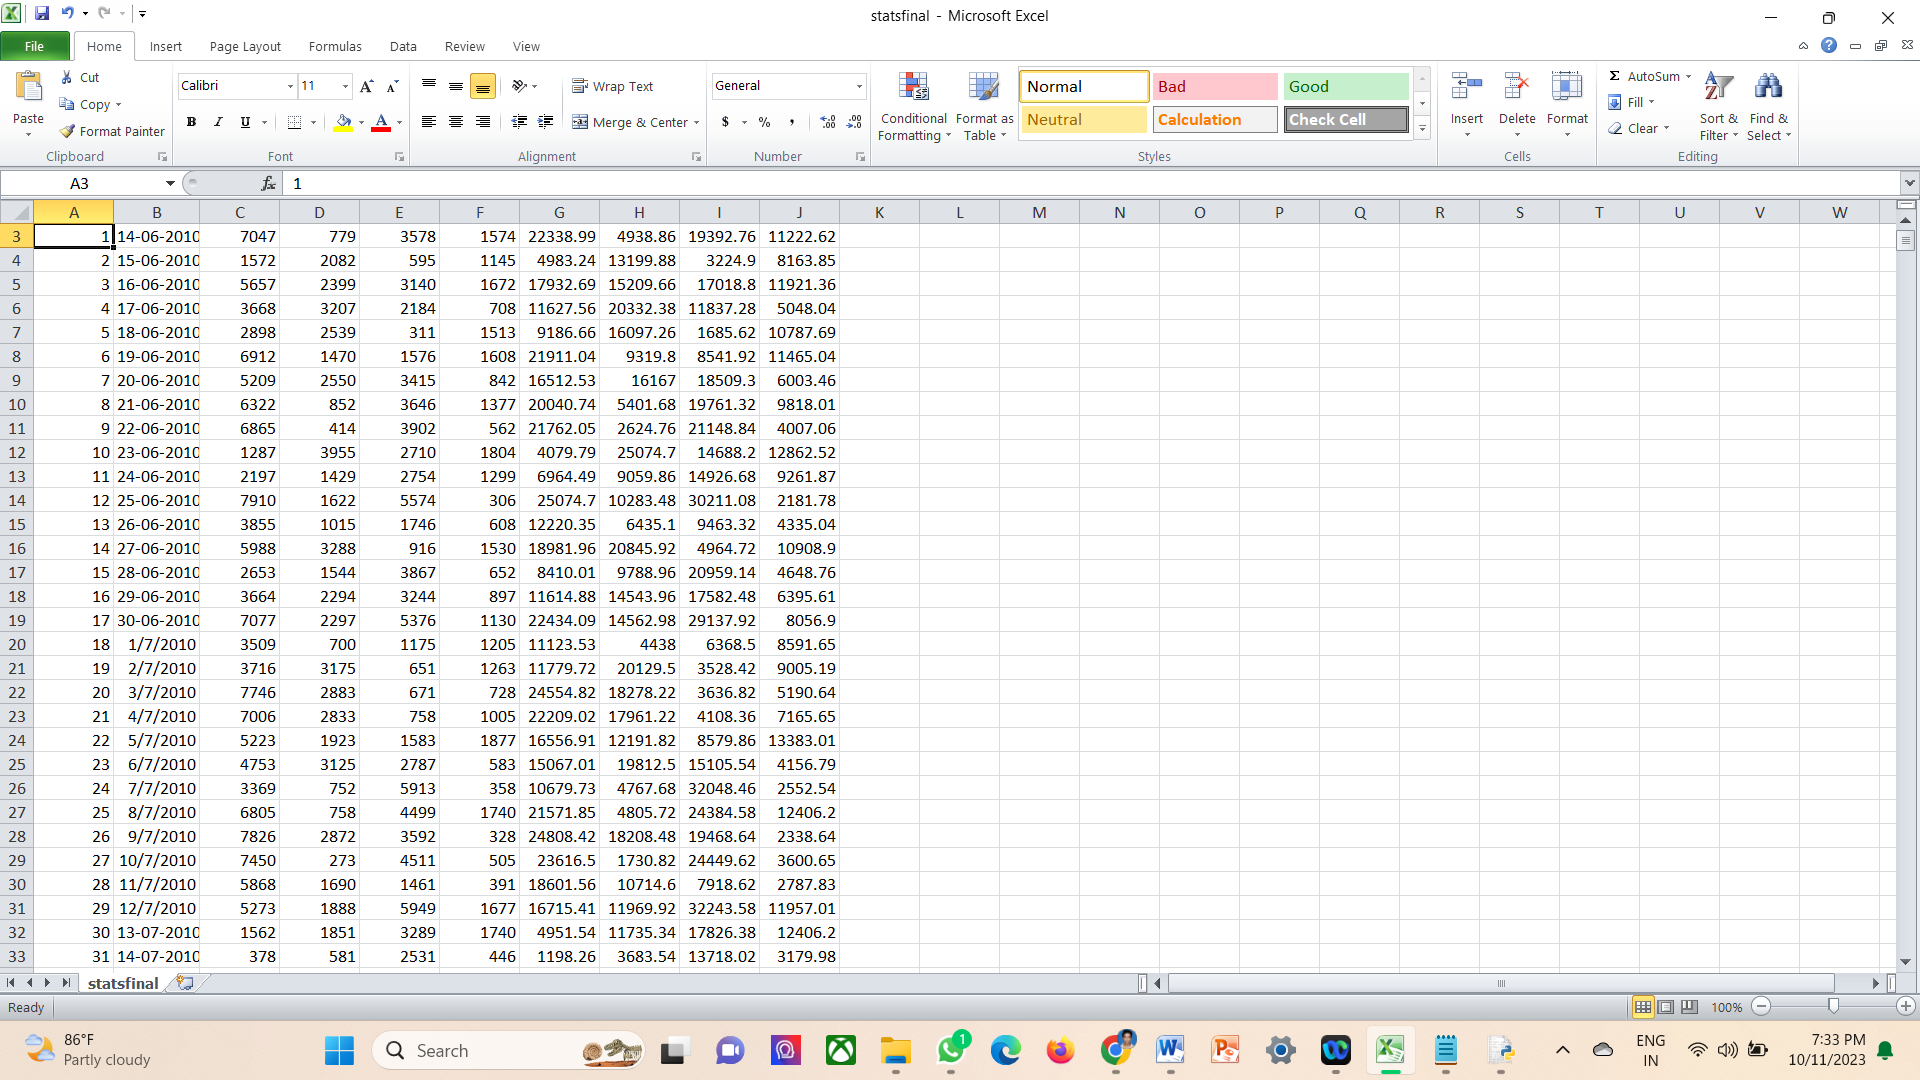 statsfinal - Microsoft Excel
File Home Insert Page Layout Formulas Data Review View
Paste Cut Copy Format Painter Clipboard
Calibri 11 A A B I U A Font
Wrap Text Merge & Center Alignment
General $ % , .0 .00 .00 .0 Number
Conditional Formatting Format as Table Normal Bad Good Neutral Calculation Check Cell Styles
Insert Delete Format Cells
Σ AutoSum Fill Clear Sort & Filter Find & Select Editing
A3 fx 1
A B C D E F G H I J K L M N O P Q R S T U V W
3 1 14-06-2010 7047 779 3578 1574 22338.99 4938.86 19392.76 11222.62
4 2 15-06-2010 1572 2082 595 1145 4983.24 13199.88 3224.9 8163.85
5 3 16-06-2010 5657 2399 3140 1672 17932.69 15209.66 17018.8 11921.36
6 4 17-06-2010 3668 3207 2184 708 11627.56 20332.38 11837.28 5048.04
7 5 18-06-2010 2898 2539 311 1513 9186.66 16097.26 1685.62 10787.69
8 6 19-06-2010 6912 1470 1576 1608 21911.04 9319.8 8541.92 11465.04
9 7 20-06-2010 5209 2550 3415 842 16512.53 16167 18509.3 6003.46
10 8 21-06-2010 6322 852 3646 1377 20040.74 5401.68 19761.32 9818.01
11 9 22-06-2010 6865 414 3902 562 21762.05 2624.76 21148.84 4007.06
12 10 23-06-2010 1287 3955 2710 1804 4079.79 25074.7 14688.2 12862.52
13 11 24-06-2010 2197 1429 2754 1299 6964.49 9059.86 14926.68 9261.87
14 12 25-06-2010 7910 1622 5574 306 25074.7 10283.48 30211.08 2181.78
15 13 26-06-2010 3855 1015 1746 608 12220.35 6435.1 9463.32 4335.04
16 14 27-06-2010 5988 3288 916 1530 18981.96 20845.92 4964.72 10908.9
17 15 28-06-2010 2653 1544 3867 652 8410.01 9788.96 20959.14 4648.76
18 16 29-06-2010 3664 2294 3244 897 11614.88 14543.96 17582.48 6395.61
19 17 30-06-2010 7077 2297 5376 1130 22434.09 14562.98 29137.92 8056.9
20 18 1/7/2010 3509 700 1175 1205 11123.53 4438 6368.5 8591.65
21 19 2/7/2010 3716 3175 651 1263 11779.72 20129.5 3528.42 9005.19
22 20 3/7/2010 7746 2883 671 728 24554.82 18278.22 3636.82 5190.64
23 21 4/7/2010 7006 2833 758 1005 22209.02 17961.22 4108.36 7165.65
24 22 5/7/2010 5223 1923 1583 1877 16556.91 12191.82 8579.86 13383.01
25 23 6/7/2010 4753 3125 2787 583 15067.01 19812.5 15105.54 4156.79
26 24 7/7/2010 3369 752 5913 358 10679.73 4767.68 32048.46 2552.54
27 25 8/7/2010 6805 758 4499 1740 21571.85 4805.72 24384.58 12406.2
28 26 9/7/2010 7826 2872 3592 328 24808.42 18208.48 19468.64 2338.64
29 27 10/7/2010 7450 273 4511 505 23616.5 1730.82 24449.62 3600.65
30 28 11/7/2010 5868 1690 1461 391 18601.56 10714.6 7918.62 2787.83
31 29 12/7/2010 5273 1888 5949 1677 16715.41 11969.92 32243.58 11957.01
32 30 13-07-2010 1562 1851 3289 1740 4951.54 11735.34 17826.38 12406.2
33 31 14-07-2010 378 581 2531 446 1198.26 3683.54 13718.02 3179.98
statsfinal
Ready 100%
86°F
Partly cloudy
Search
1
ENG
IN
7:33 PM
10/11/2023